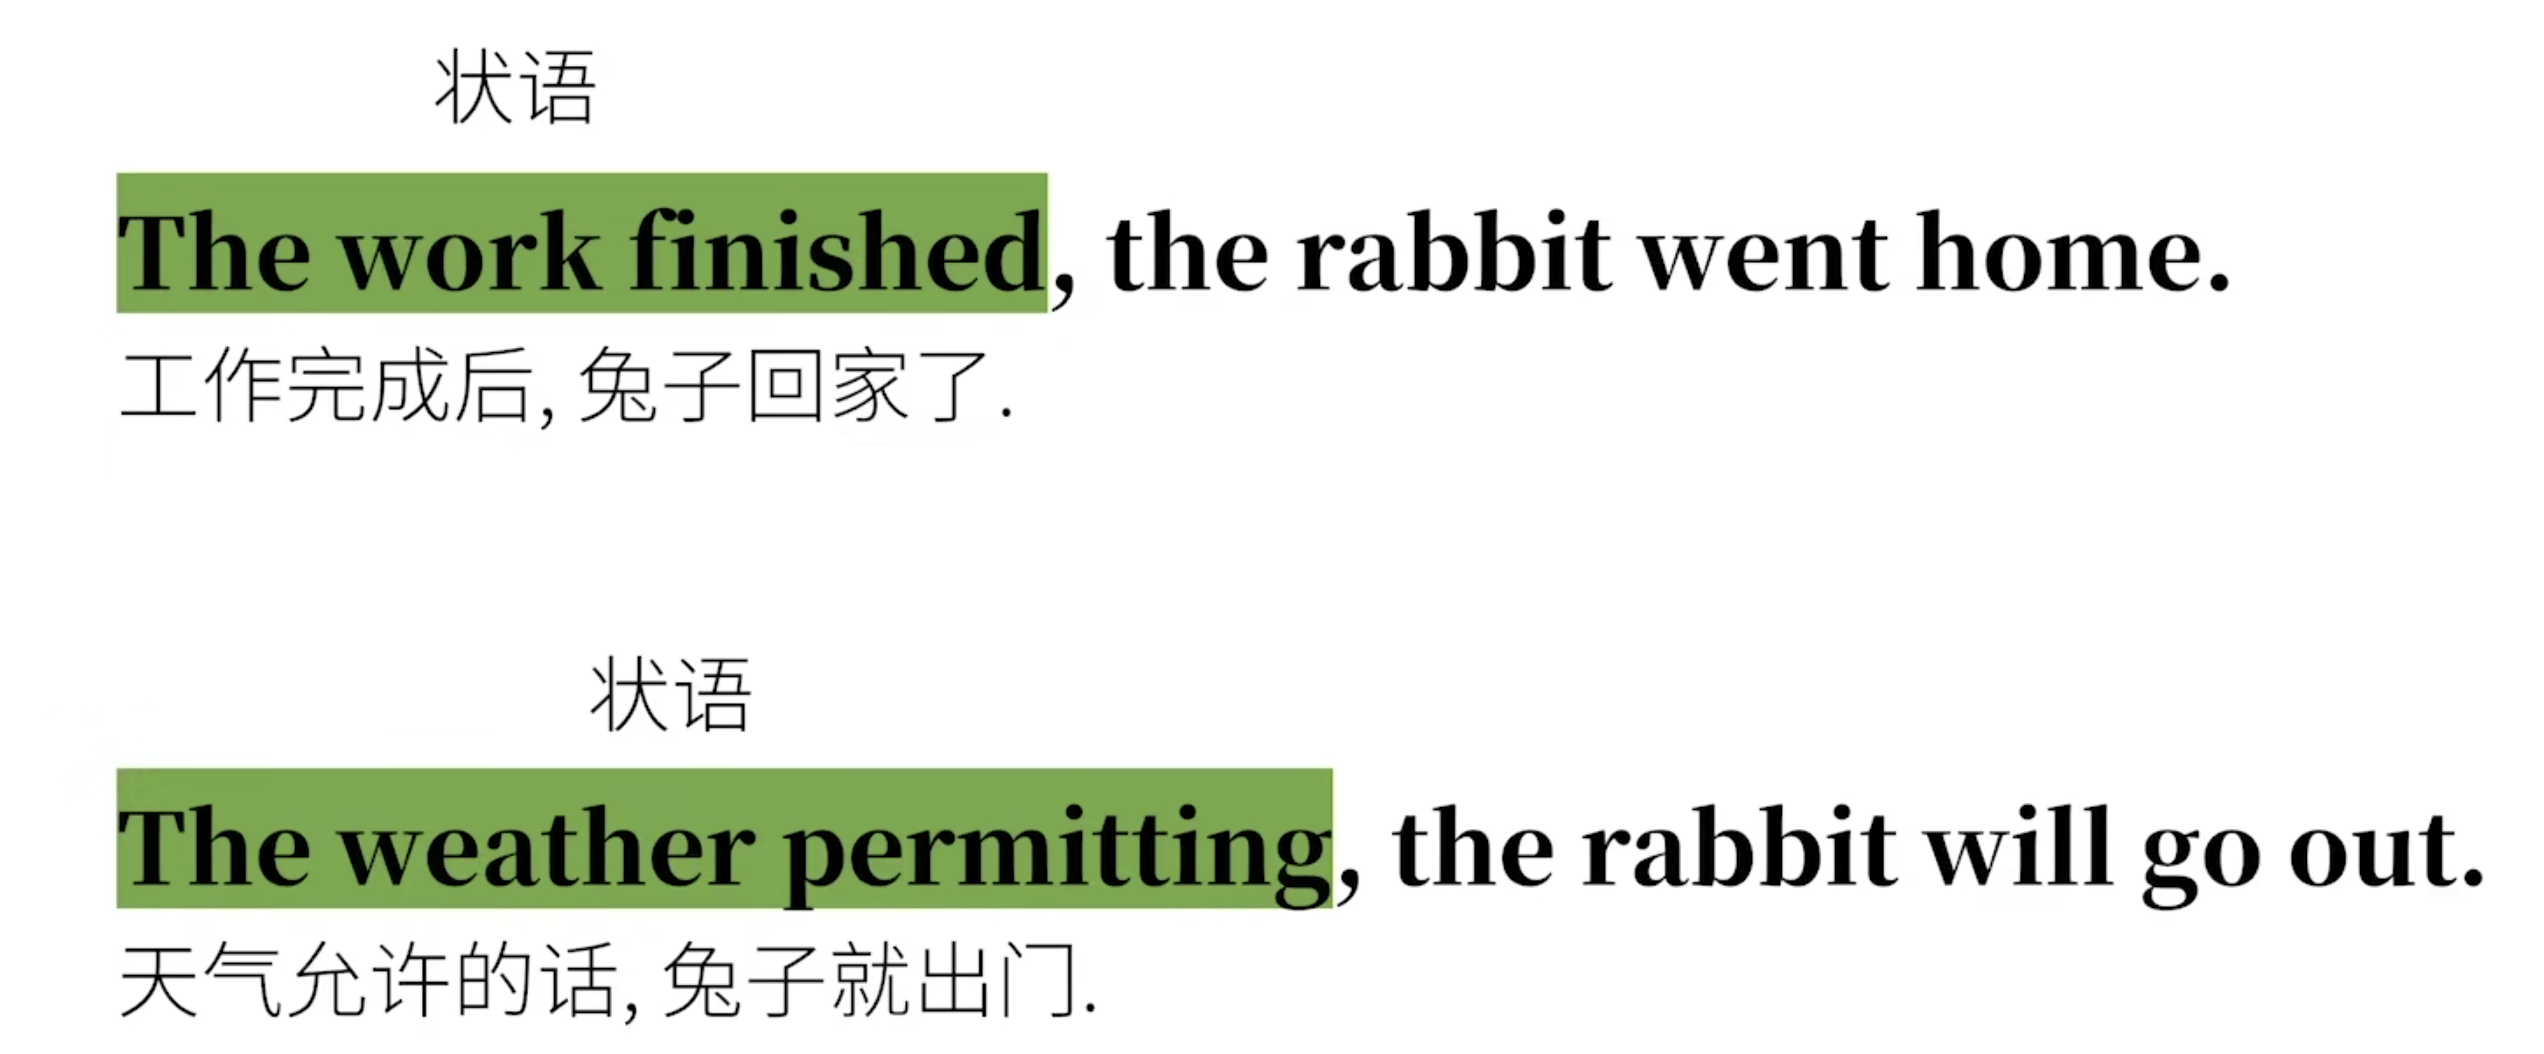 状语
The work finished, the rabbit went home.
工作完成后, 兔子回家了.
状语
The weather permitting, the rabbit will go out.
天气允许的话, 兔子就出门.